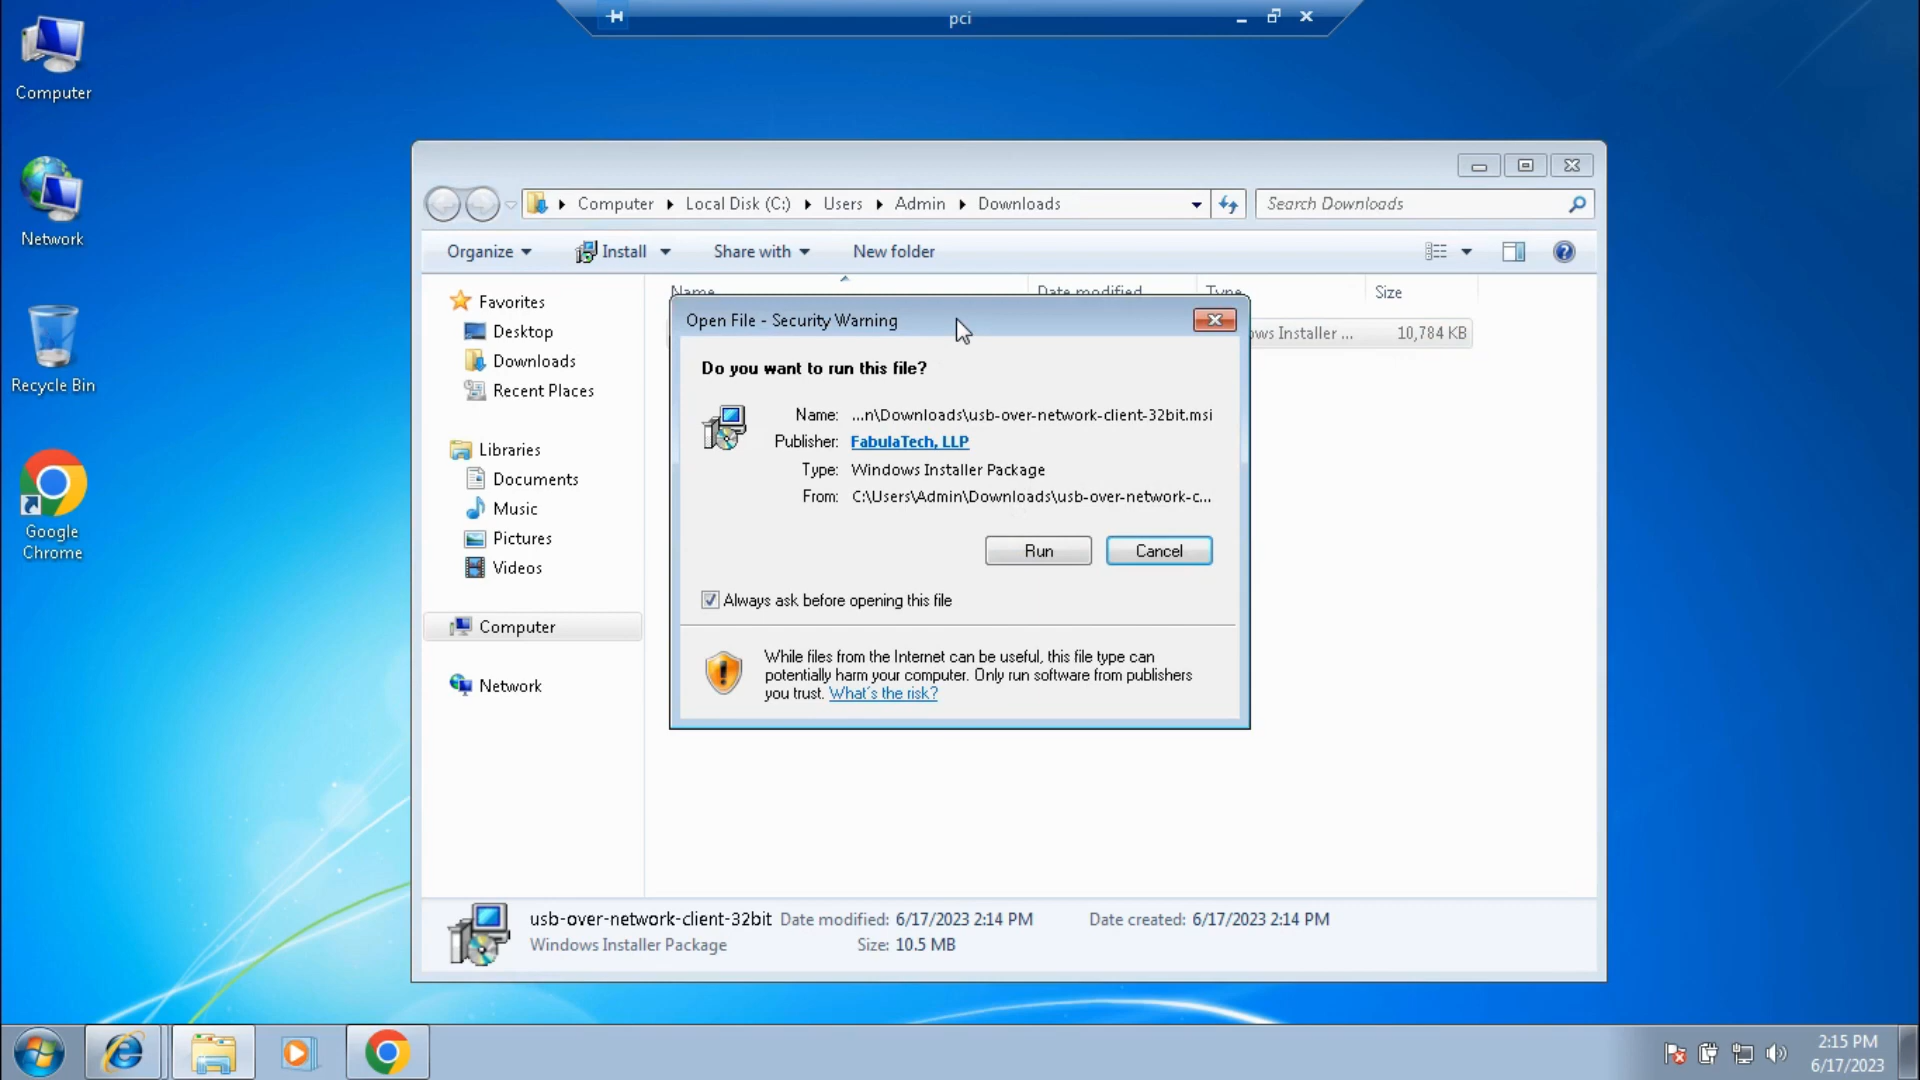 pci
Computer
Network
Recycle Bin
Google
Chrome
Computer Local Disk (C:) Users Admin Downloads
Search Downloads
Organize Install Share with New folder
Name Date modified Type Size
ows Installer ... 10,784 KB
Favorites
Desktop
Downloads
Recent Places
Libraries
Documents
Music
Pictures
Videos
Computer
Network
Open File - Security Warning
Do you want to run this file?
Name: ...n\Downloads\usb-over-network-client-32bit.msi
Publisher: FabulaTech, LLP
Type: Windows Installer Package
From: C:\Users\Admin\Downloads\usb-over-network-c...
Run Cancel
Always ask before opening this file
While files from the Internet can be useful, this file type can
potentially harm your computer. Only run software from publishers
you trust. What's the risk?
usb-over-network-client-32bit Date modified: 6/17/2023 2:14 PM Date created: 6/17/2023 2:14 PM
Windows Installer Package Size: 10.5 MB
2:15 PM
6/17/2023